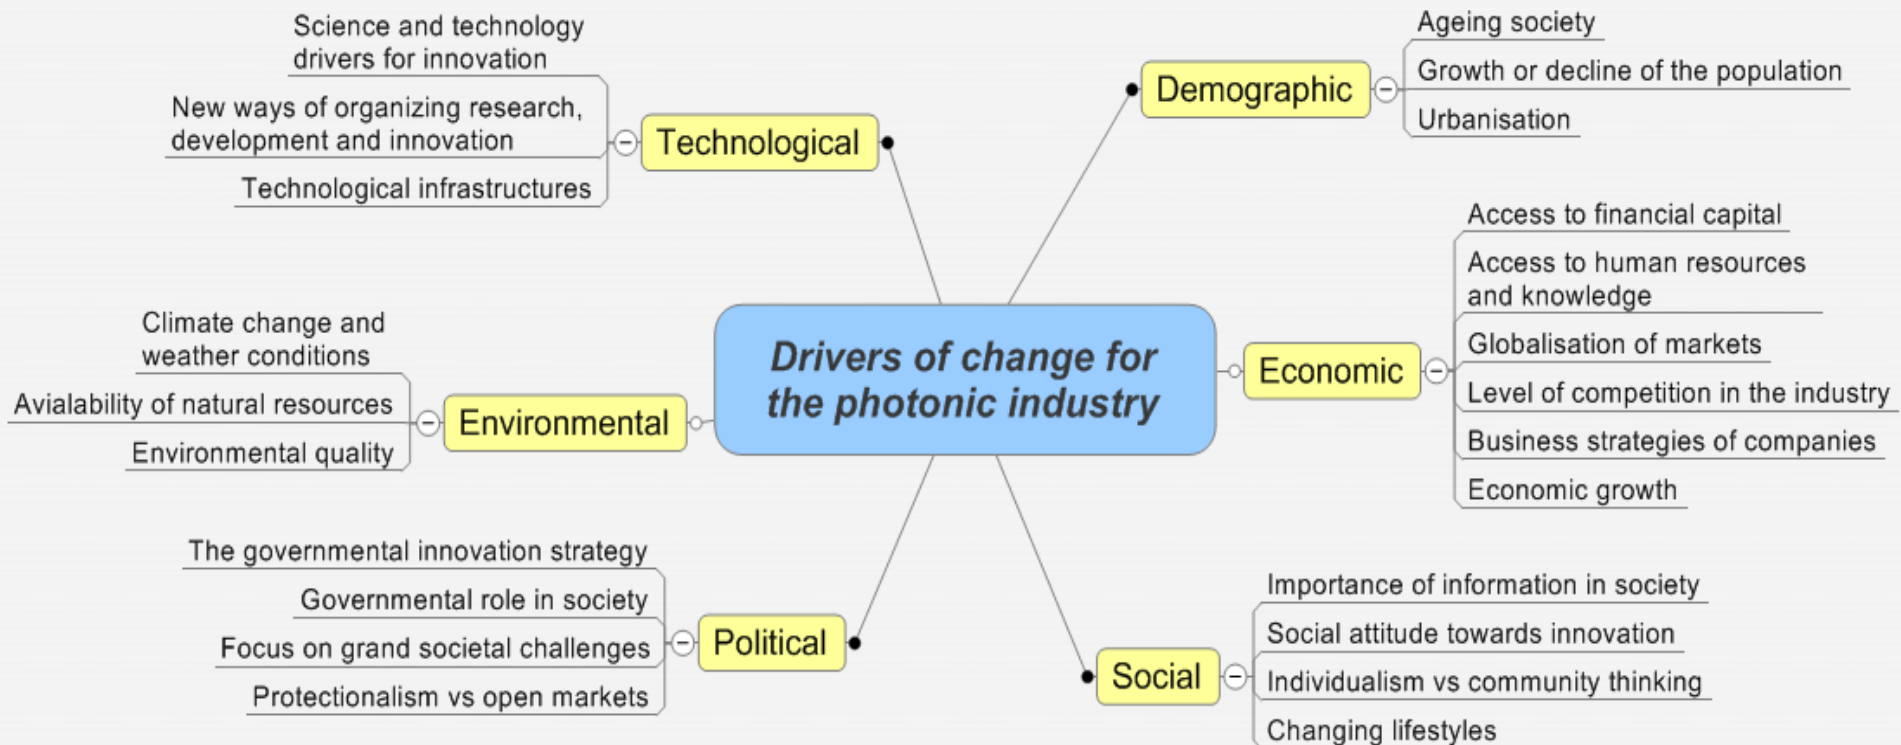 Drivers of change for
the photonic industry
Technological
Science and technology
drivers for innovation
New ways of organizing research,
development and innovation
Technological infrastructures
Environmental
Climate change and
weather conditions
Avialability of natural resources
Environmental quality
Political
The governmental innovation strategy
Governmental role in society
Focus on grand societal challenges
Protectionalism vs open markets
Demographic
Ageing society
Growth or decline of the population
Urbanisation
Economic
Access to financial capital
Access to human resources
and knowledge
Globalisation of markets
Level of competition in the industry
Business strategies of companies
Economic growth
Social
Importance of information in society
Social attitude towards innovation
Individualism vs community thinking
Changing lifestyles